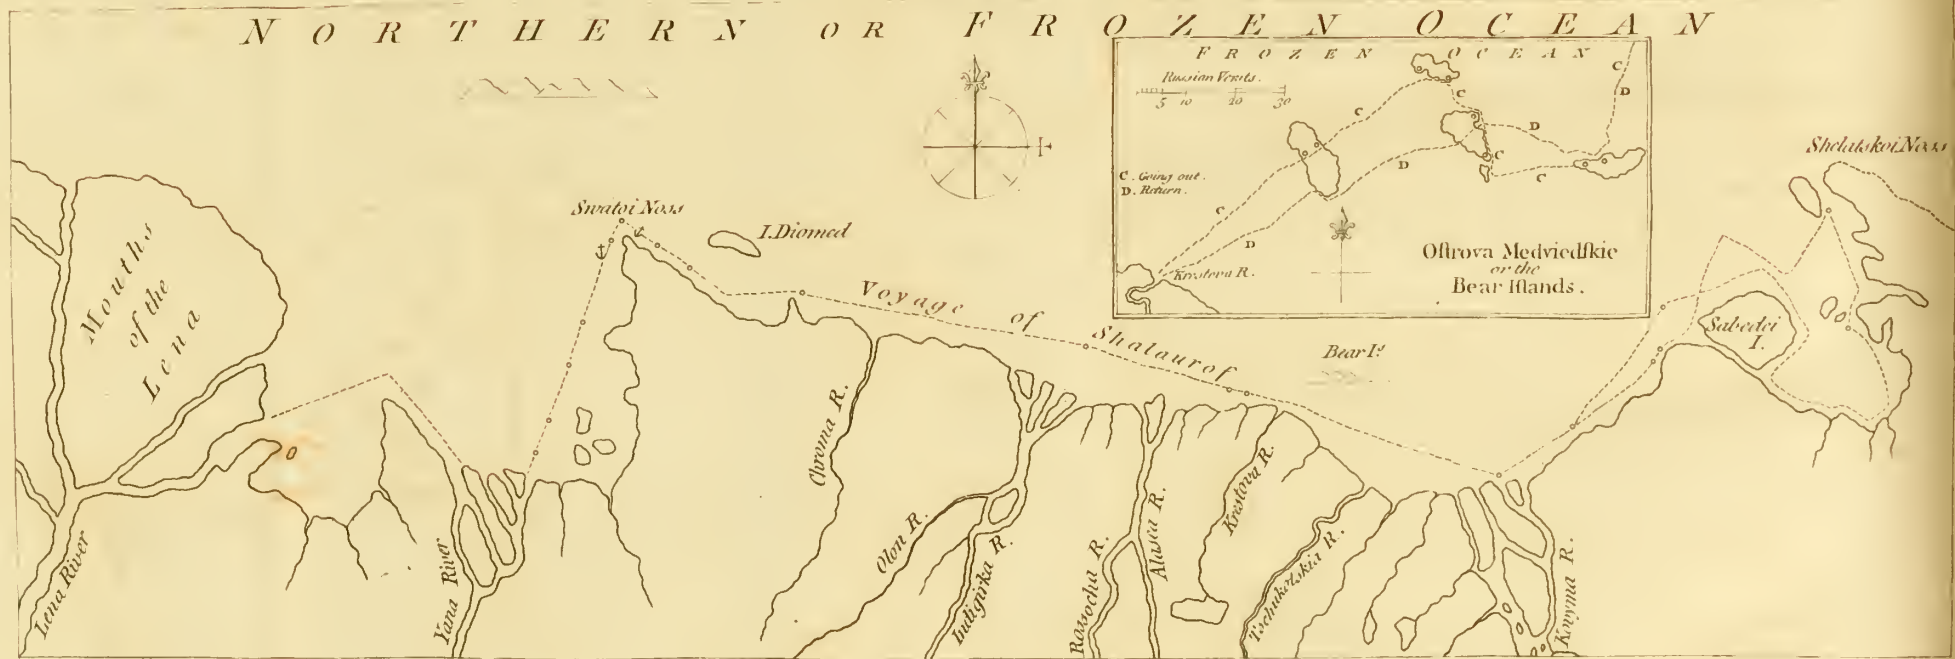 NORTHERN OR FROZEN OCEAN
FROZEN OCEAN
Russian Versts.
5 10 20 30
C
D
C
C
D
C
D
C
C. Going out.
D. Return.
C
D
Krestova R.
Oſtrova Medviedſkie
or the
Bear Iſlands.
Shelatskoi Noss
Swatoi Noss
I. Diomed
Mouths
of the
Lena
Voyage of Shalaurof
Bear Is.
Sabedei
I.
Lena River
Yana River
Chroma R.
Olon R.
Indigirka R.
Rassocha R.
Alasia R.
Krestova R.
Tschukotskia R.
Kovyma R.